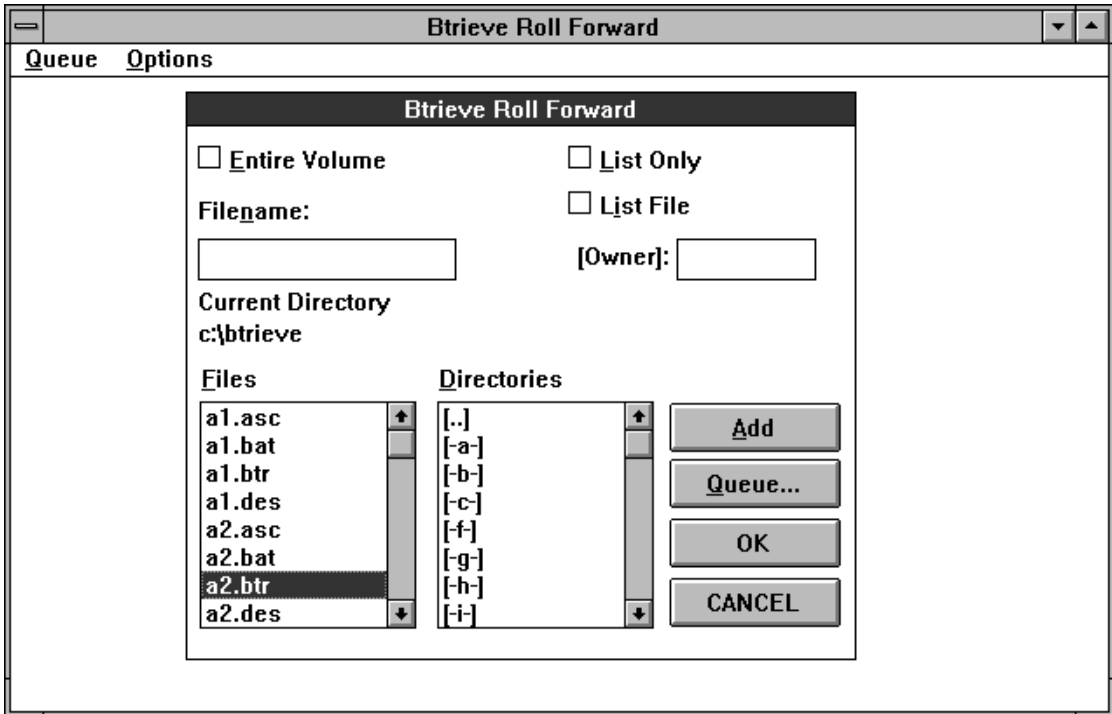 Btrieve Roll Forward
Queue Options
Btrieve Roll Forward
Entire Volume
List Only
Filename:
List File
[Owner]:
Current Directory
c:\btrieve
Files
Directories
a1.asc
a1.bat
a1.btr
a1.des
a2.asc
a2.bat
a2.btr
a2.des
[..]
[-a-]
[-b-]
[-c-]
[-f-]
[-g-]
[-h-]
[-i-]
Add
Queue...
OK
CANCEL